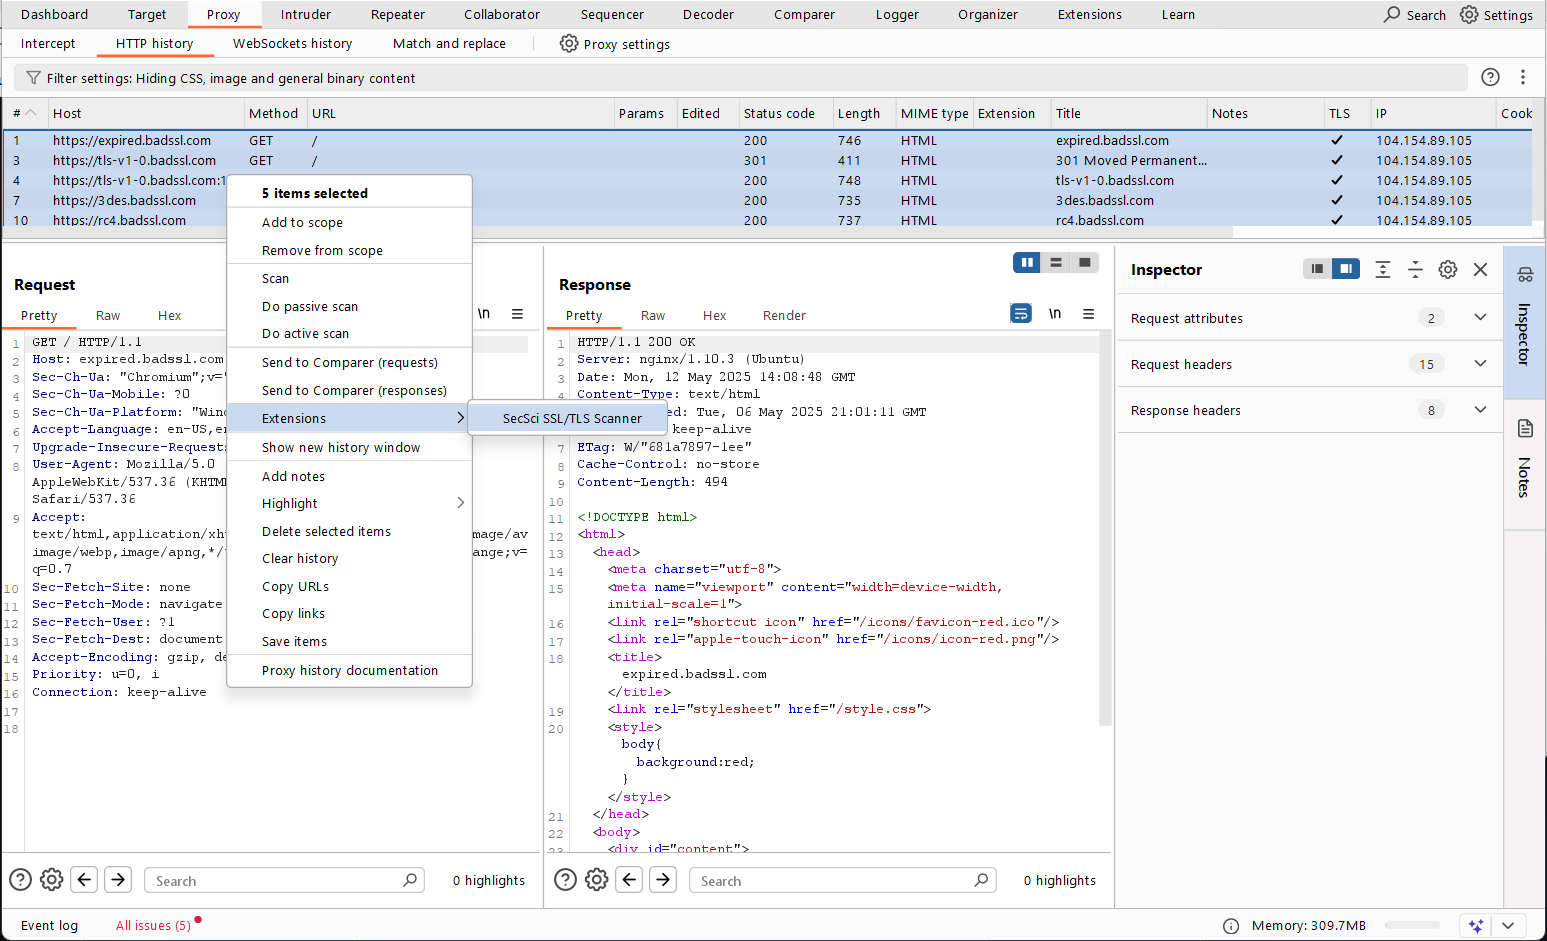 Dashboard Target Proxy Intruder Repeater Collaborator Sequencer Decoder Comparer Logger Organizer Extensions Learn Search Settings
Intercept HTTP history WebSockets history Match and replace Proxy settings
Filter settings: Hiding CSS, image and general binary content
# Host Method URL Params Edited Status code Length MIME type Extension Title Notes TLS IP Cook
1 https://expired.badssl.com GET / 200 746 HTML expired.badssl.com ✓ 104.154.89.105
3 https://tls-v1-0.badssl.com GET / 301 411 HTML 301 Moved Permanent... ✓ 104.154.89.105
4 https://tls-v1-0.badssl.com:1 200 748 HTML tls-v1-0.badssl.com ✓ 104.154.89.105
7 https://3des.badssl.com 200 735 HTML 3des.badssl.com ✓ 104.154.89.105
10 https://rc4.badssl.com 200 737 HTML rc4.badssl.com ✓ 104.154.89.105
5 items selected
Add to scope
Remove from scope
Scan
Do passive scan
Do active scan
Send to Comparer (requests)
Send to Comparer (responses)
Extensions
SecSci SSL/TLS Scanner
Show new history window
Add notes
Highlight
Delete selected items
Clear history
Copy URLs
Copy links
Save items
Proxy history documentation
Request
Pretty Raw Hex \n
1 GET / HTTP/1.1
2 Host: expired.badssl.com
3 Sec-Ch-Ua: "Chromium";v="
4 Sec-Ch-Ua-Mobile: ?0
5 Sec-Ch-Ua-Platform: "Win
6 Accept-Language: en-US,e
7 Upgrade-Insecure-Request
8 User-Agent: Mozilla/5.0
AppleWebKit/537.36 (KHTM
Safari/537.36
9 Accept:
text/html,application/xh mage/av
image/webp,image/apng,*/ ange;v=
q=0.7
10 Sec-Fetch-Site: none
11 Sec-Fetch-Mode: navigate
12 Sec-Fetch-User: ?1
13 Sec-Fetch-Dest: document
14 Accept-Encoding: gzip, de
15 Priority: u=0, i
16 Connection: keep-alive
17
18
Search 0 highlights
Response
Pretty Raw Hex Render \n
1 HTTP/1.1 200 OK
2 Server: nginx/1.10.3 (Ubuntu)
3 Date: Mon, 12 May 2025 14:08:48 GMT
4 Content-Type: text/html
ed: Tue, 06 May 2025 21:01:11 GMT
keep-alive
7 ETag: W/"681a7897-1ee"
8 Cache-Control: no-store
9 Content-Length: 494
10
11 <!DOCTYPE html>
12 <html>
13 <head>
14 <meta charset="utf-8">
15 <meta name="viewport" content="width=device-width,
initial-scale=1">
16 <link rel="shortcut icon" href="/icons/favicon-red.ico"/>
17 <link rel="apple-touch-icon" href="/icons/icon-red.png"/>
18 <title>
expired.badssl.com
</title>
19 <link rel="stylesheet" href="/style.css">
20 <style>
body{
background:red;
}
</style>
21 </head>
22 <body>
23 <div id="content">
Search 0 highlights
Inspector
Request attributes 2
Request headers 15
Response headers 8
Inspector
Notes
Event log All issues (5) Memory: 309.7MB